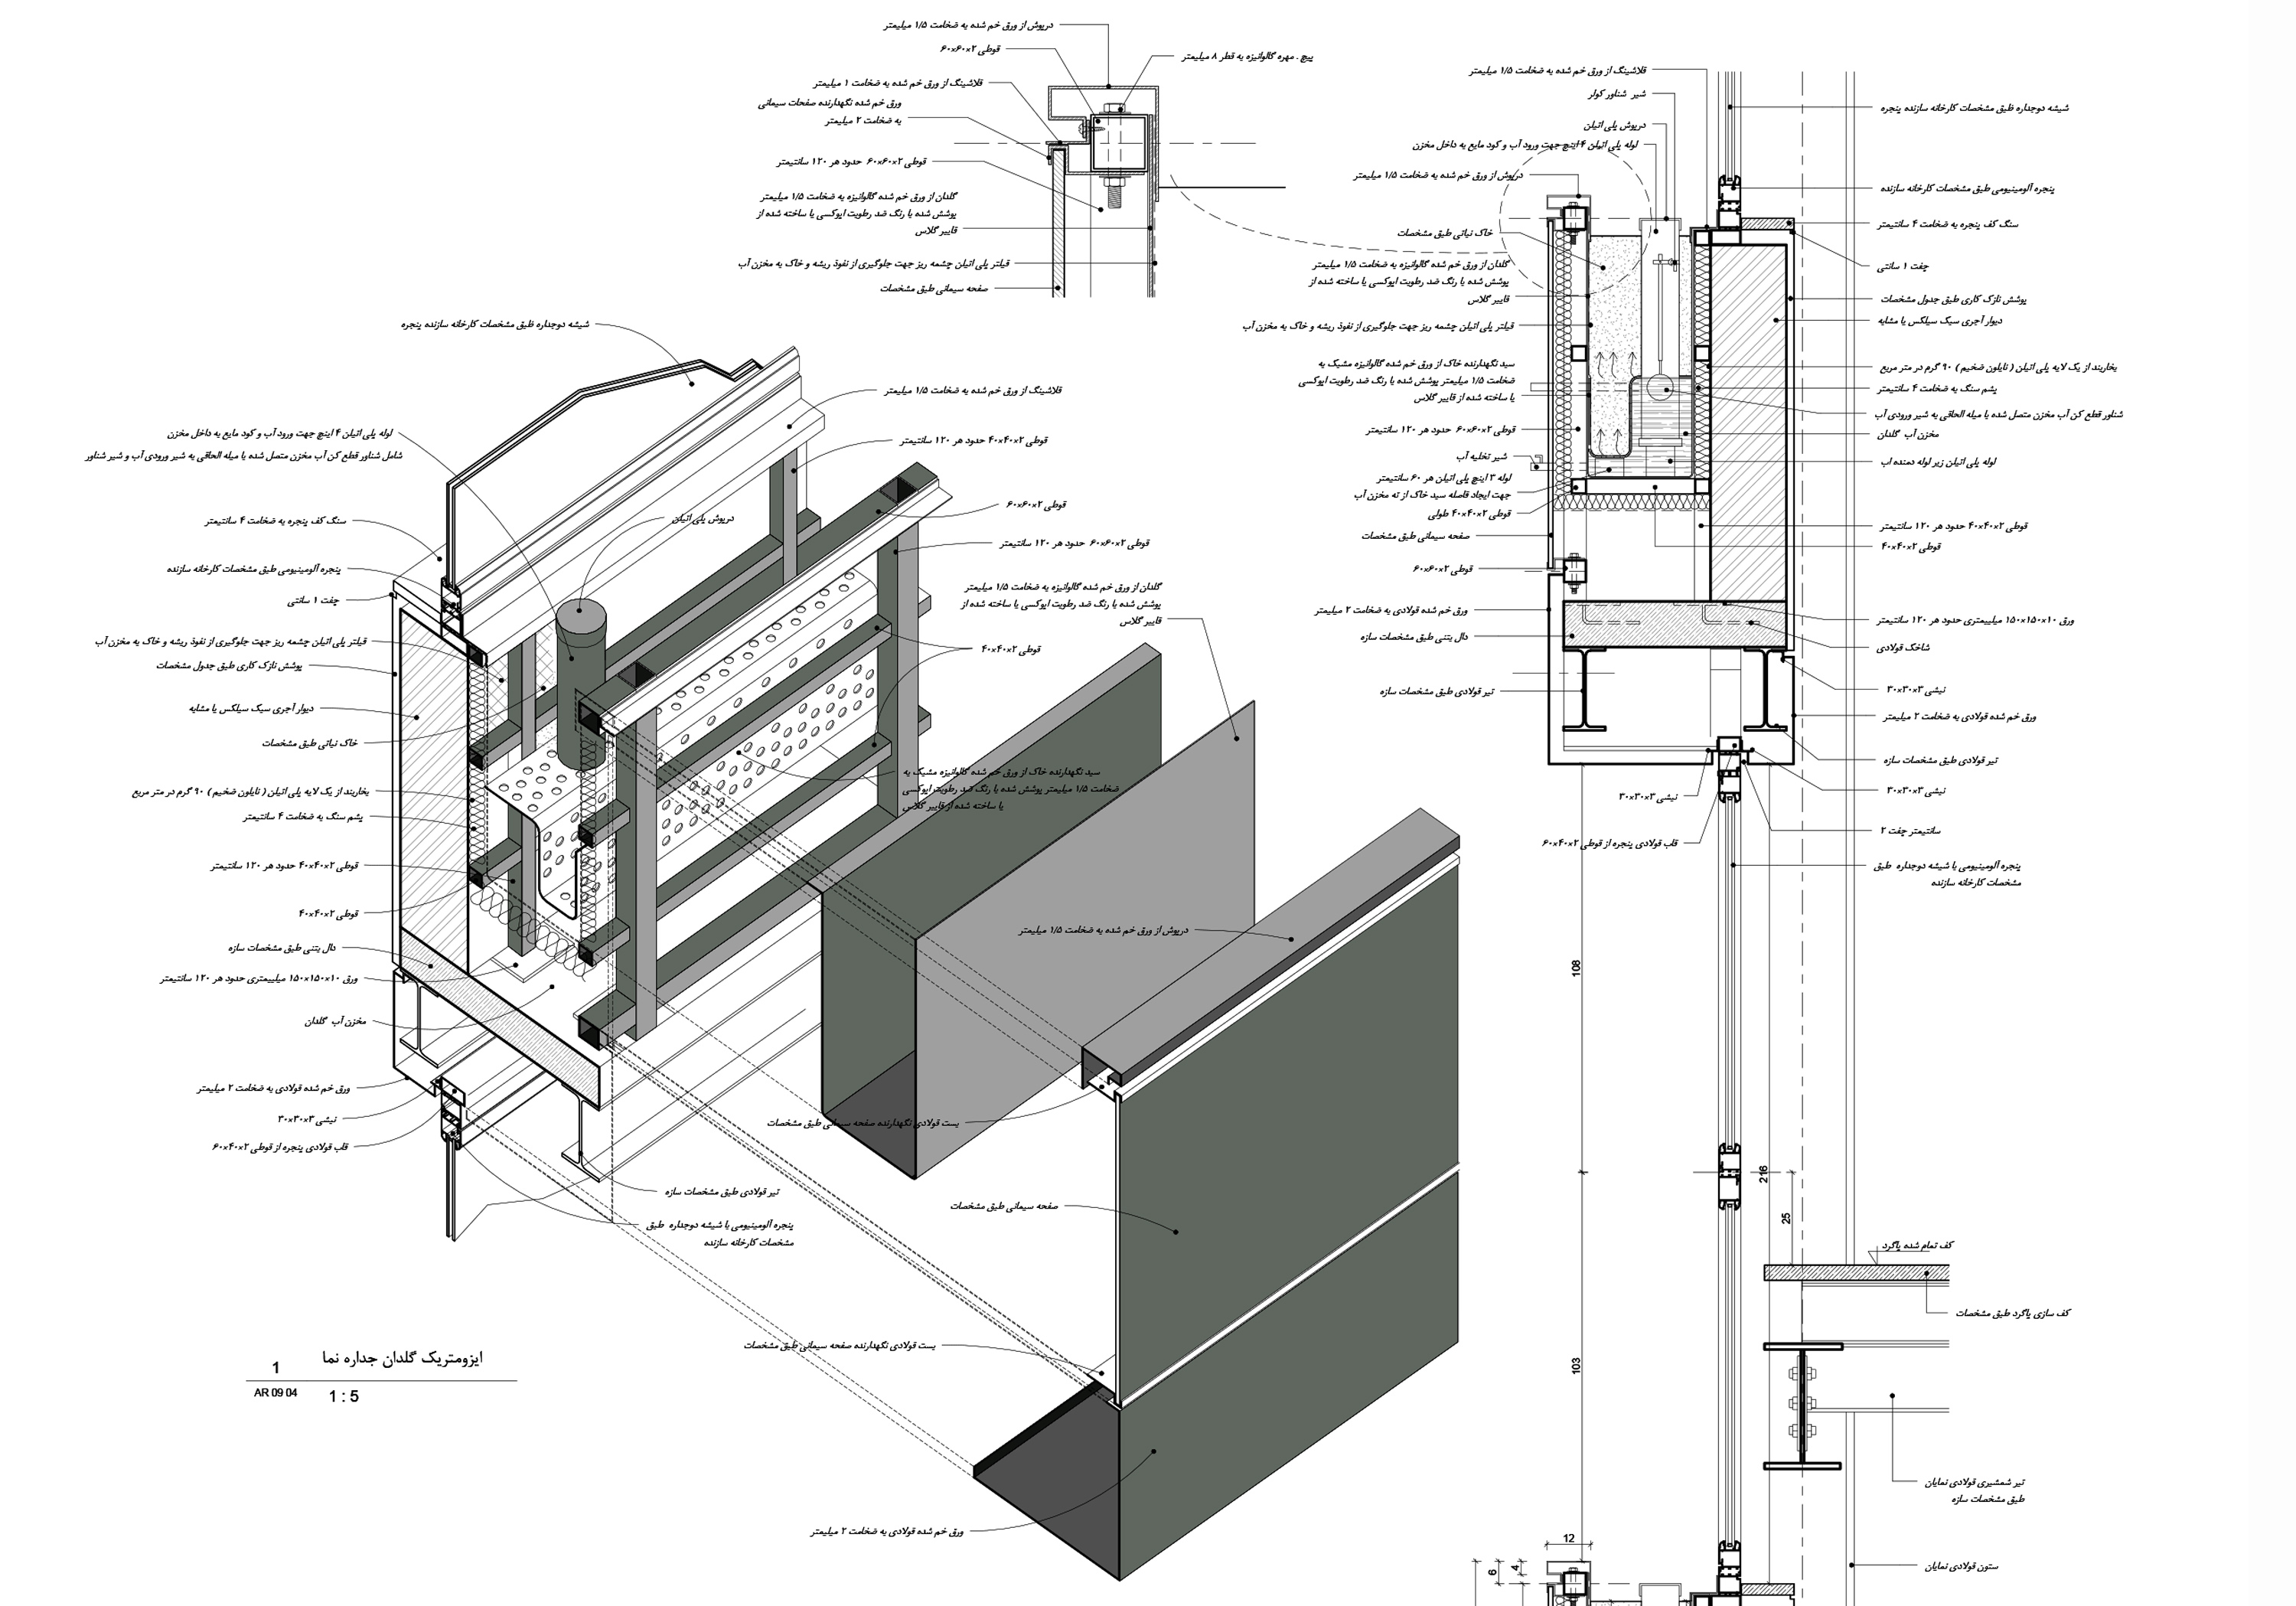 درپوش از ورق خم شده به ضخامت ۱/۵ میلیمتر
قوطی ۶۰×۶۰×۲
پیچ . مهره گالوانیزه به قطر ۸ میلیمتر
فلاشینگ از ورق خم شده به ضخامت ۱ میلیمتر
ورق خم شده نگهدارنده صفحات سیمانی
به ضخامت ۲ میلیمتر
قوطی ۶۰×۶۰×۲ حدود هر ۱۲۰ سانتیمتر
گلدان از ورق خم شده گالوانیزه به ضخامت ۱/۵ میلیمتر
پوشش شده با رنگ ضد رطوبت اپوکسی یا ساخته شده از
فایبر گلاس
فیلتر پلی اتیلن چشمه ریز جهت جلوگیری از نفوذ ریشه و خاک به مخزن آب
صفحه سیمانی طبق مشخصات
شیشه دوجداره طبق مشخصات کارخانه سازنده پنجره
فلاشینگ از ورق خم شده به ضخامت ۱/۵ میلیمتر
لوله پلی اتیلن ۴ اینچ جهت ورود آب و کود مایع به داخل مخزن
شامل شناور قطع کن آب مخزن متصل شده با میله الحاقی به شیر ورودی آب و شیر شناور
قوطی ۴۰×۴۰×۲ حدود هر ۱۲۰ سانتیمتر
سنگ کف پنجره به ضخامت ۴ سانتیمتر
درپوش پلی اتیلن
قوطی ۶۰×۶۰×۲
قوطی ۶۰×۶۰×۲ حدود هر ۱۲۰ سانتیمتر
پنجره آلومینیومی طبق مشخصات کارخانه سازنده
چفت ۱ سانتی
گلدان از ورق خم شده گالوانیزه به ضخامت ۱/۵ میلیمتر
پوشش شده با رنگ ضد رطوبت اپوکسی یا ساخته شده از
فایبر گلاس
فیلتر پلی اتیلن چشمه ریز جهت جلوگیری از نفوذ ریشه و خاک به مخزن آب
پوشش نازک کاری طبق جدول مشخصات
قوطی ۴۰×۴۰×۲
دیوار آجری سبک سیلکس یا مشابه
خاک نباتی طبق مشخصات
سبد نگهدارنده خاک از ورق خم شده گالوانیزه مشبک به
ضخامت ۱/۵ میلیمتر پوشش شده با رنگ ضد رطوبت اپوکسی
یا ساخته شده از فایبر گلاس
بخاربند از یک لایه پلی اتیلن ( نایلون ضخیم ) ۹۰ گرم در متر مربع
پشم سنگ به ضخامت ۴ سانتیمتر
قوطی ۴۰×۴۰×۲ حدود هر ۱۲۰ سانتیمتر
قوطی ۴۰×۴۰×۲
دال بتنی طبق مشخصات سازه
ورق ۱۰×۱۵۰×۱۵۰ میلییمتری حدود هر ۱۲۰ سانتیمتر
مخزن آب گلدان
درپوش از ورق خم شده به ضخامت ۱/۵ میلیمتر
ورق خم شده فولادی به ضخامت ۲ میلیمتر
نبشی ۳×۳۰×۳۰
قاب فولادی پنجره از قوطی ۶۰×۴۰×۲
بست فولادی نگهدارنده صفحه سیمانی طبق مشخصات
تیر فولادی طبق مشخصات سازه
پنجره آلومینیومی با شیشه دوجداره طبق
مشخصات کارخانه سازنده
صفحه سیمانی طبق مشخصات
بست فولادی نگهدارنده صفحه سیمانی طبق مشخصات
ورق خم شده فولادی به ضخامت ۲ میلیمتر
ایزومتریک گلدان جداره نما
1
AR 09 04
1 : 5
فلاشینگ از ورق خم شده به ضخامت ۱/۵ میلیمتر
شیر شناور کولر
درپوش پلی اتیلن
لوله پلی اتیلن ۴ اینچ جهت ورود آب و کود مایع به داخل مخزن
درپوش از ورق خم شده به ضخامت ۱/۵ میلیمتر
خاک نباتی طبق مشخصات
گلدان از ورق خم شده گالوانیزه به ضخامت ۱/۵ میلیمتر
پوشش شده با رنگ ضد رطوبت اپوکسی یا ساخته شده از
فایبر گلاس
فیلتر پلی اتیلن چشمه ریز جهت جلوگیری از نفوذ ریشه و خاک به مخزن آب
سبد نگهدارنده خاک از ورق خم شده گالوانیزه مشبک به
ضخامت ۱/۵ میلیمتر پوشش شده با رنگ ضد رطوبت اپوکسی
یا ساخته شده از فایبر گلاس
قوطی ۶۰×۶۰×۲ حدود هر ۱۲۰ سانتیمتر
شیر تخلیه آب
لوله ۳ اینچ پلی اتیلن هر ۶۰ سانتیمتر
جهت ایجاد فاصله سبد خاک از ته مخزن آب
قوطی ۴۰×۴۰×۲ طولی
صفحه سیمانی طبق مشخصات
قوطی ۶۰×۶۰×۲
ورق خم شده فولادی به ضخامت ۲ میلیمتر
دال بتنی طبق مشخصات سازه
تیر فولادی طبق مشخصات سازه
نبشی ۳×۳۰×۳۰
قاب فولادی پنجره از قوطی ۶۰×۴۰×۲
شیشه دوجداره طبق مشخصات کارخانه سازنده پنجره
پنجره آلومینیومی طبق مشخصات کارخانه سازنده
سنگ کف پنجره به ضخامت ۴ سانتیمتر
چفت ۱ سانتی
پوشش نازک کاری طبق جدول مشخصات
دیوار آجری سبک سیلکس یا مشابه
بخاربند از یک لایه پلی اتیلن ( نایلون ضخیم ) ۹۰ گرم در متر مربع
پشم سنگ به ضخامت ۴ سانتیمتر
شناور قطع کن آب مخزن متصل شده با میله الحاقی به شیر ورودی آب
مخزن آب گلدان
لوله پلی اتیلن زیر لوله دمنده اب
قوطی ۴۰×۴۰×۲ حدود هر ۱۲۰ سانتیمتر
قوطی ۴۰×۴۰×۲
ورق ۱۰×۱۵۰×۱۵۰ میلییمتری حدود هر ۱۲۰ سانتیمتر
شاخک فولادی
نبشی ۳×۳۰×۳۰
ورق خم شده فولادی به ضخامت ۲ میلیمتر
تیر فولادی طبق مشخصات سازه
نبشی ۳×۳۰×۳۰
سانتیمتر چفت ۲
پنجره آلومینیومی با شیشه دوجداره طبق
مشخصات کارخانه سازنده
108
216
25
103
کف تمام شده پاگرد
کف سازی پاگرد طبق مشخصات
تیر شمشیری فولادی نمایان
طبق مشخصات سازه
ستون فولادی نمایان
12
6
4